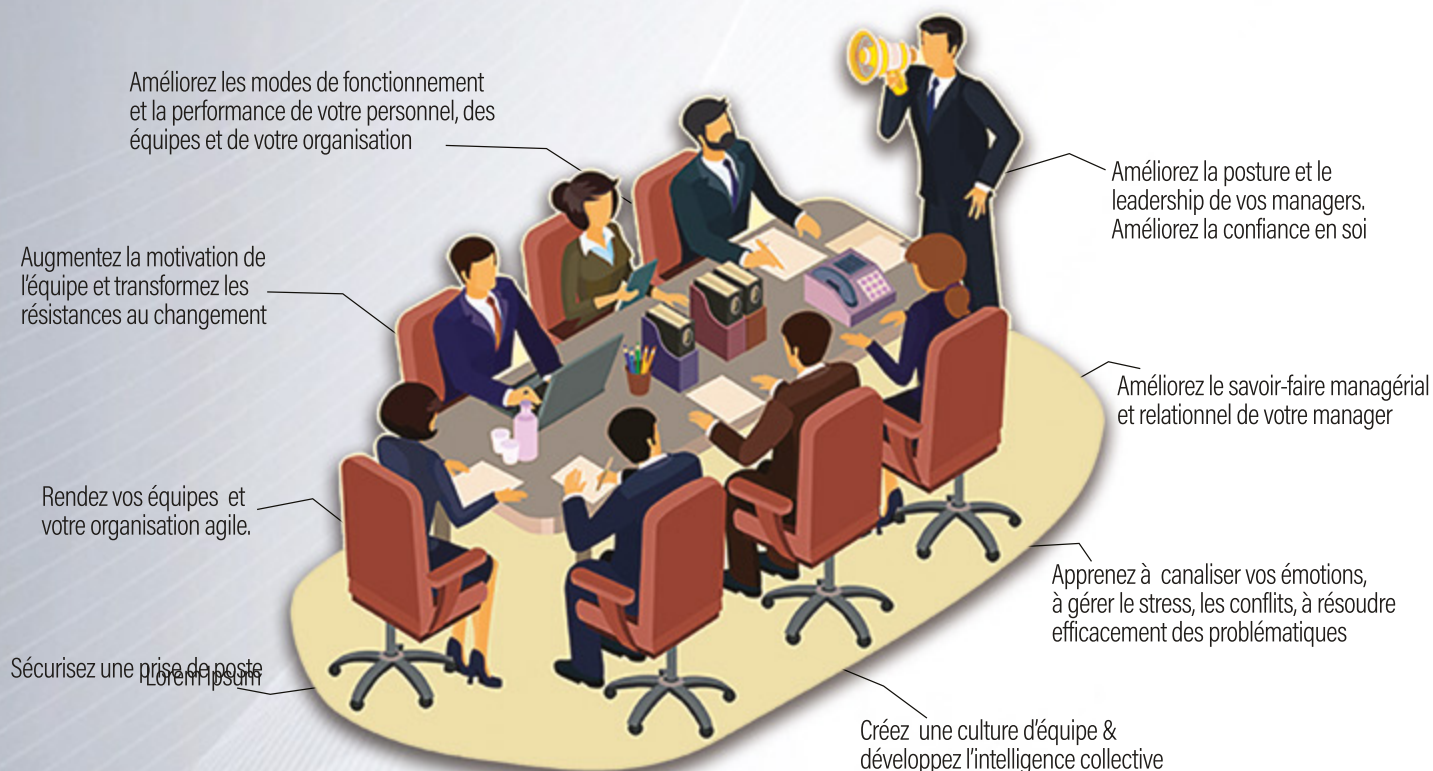 Améliorez les modes de fonctionnement
et la performance de votre personnel, des
équipes et de votre organisation
Améliorez la posture et le
leadership de vos managers.
Améliorez la confiance en soi
Augmentez la motivation de
l'équipe et transformez les
résistances au changement
Améliorez le savoir-faire managérial
et relationnel de votre manager
Rendez vos équipes et
votre organisation agile.
Apprenez à canaliser vos émotions,
à gérer le stress, les conflits, à résoudre
efficacement des problématiques
Sécurisez une prise de poste
Lorem ipsum
Créez une culture d'équipe &
développez l'intelligence collective